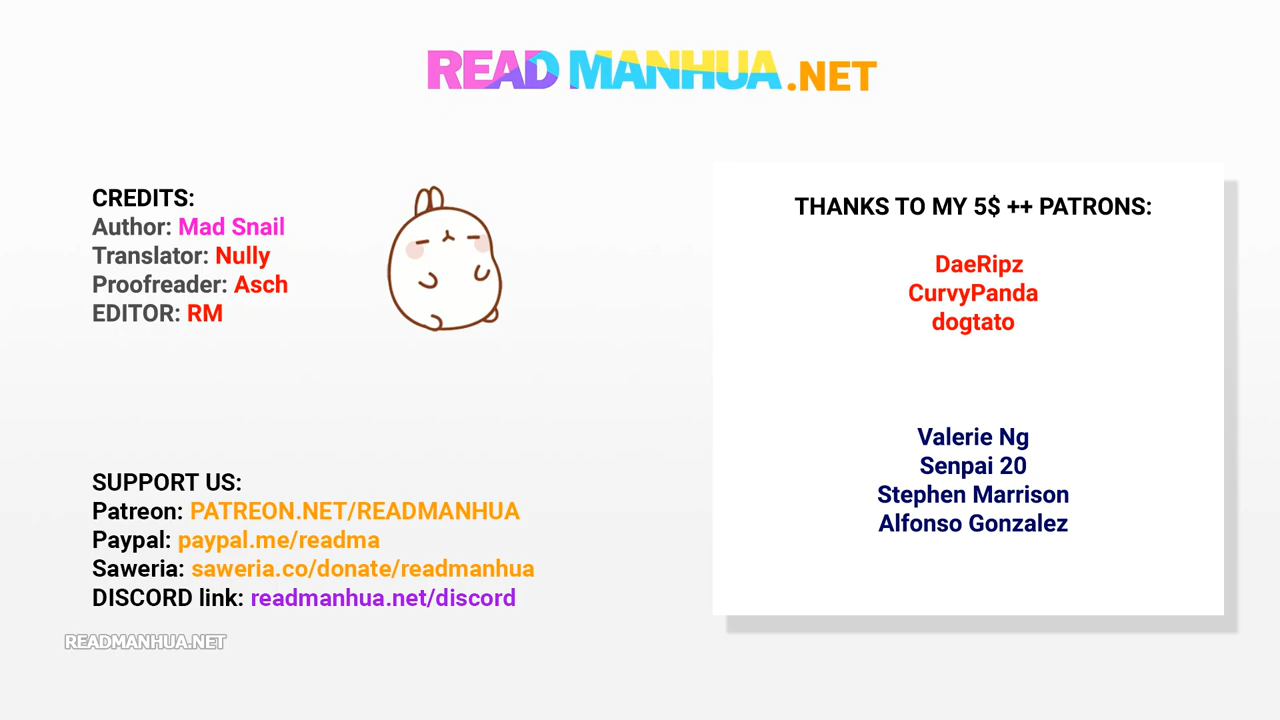 READ MANHUA.NET
CREDITS:
Author: Mad Snail
Translator: Nully
Proofreader: Asch
EDITOR: RM
THANKS TO MY 5$ ++ PATRONS:
DaeRipz
CurvyPanda
dogtato
Valerie Ng
Senpai 20
Stephen Marrison
Alfonso Gonzalez
SUPPORT US:
Patreon: PATREON.NET/READMANHUA
Paypal: paypal.me/readma
Saweria: saweria.co/donate/readmanhua
DISCORD link: readmanhua.net/discord
READMANHUA.NET